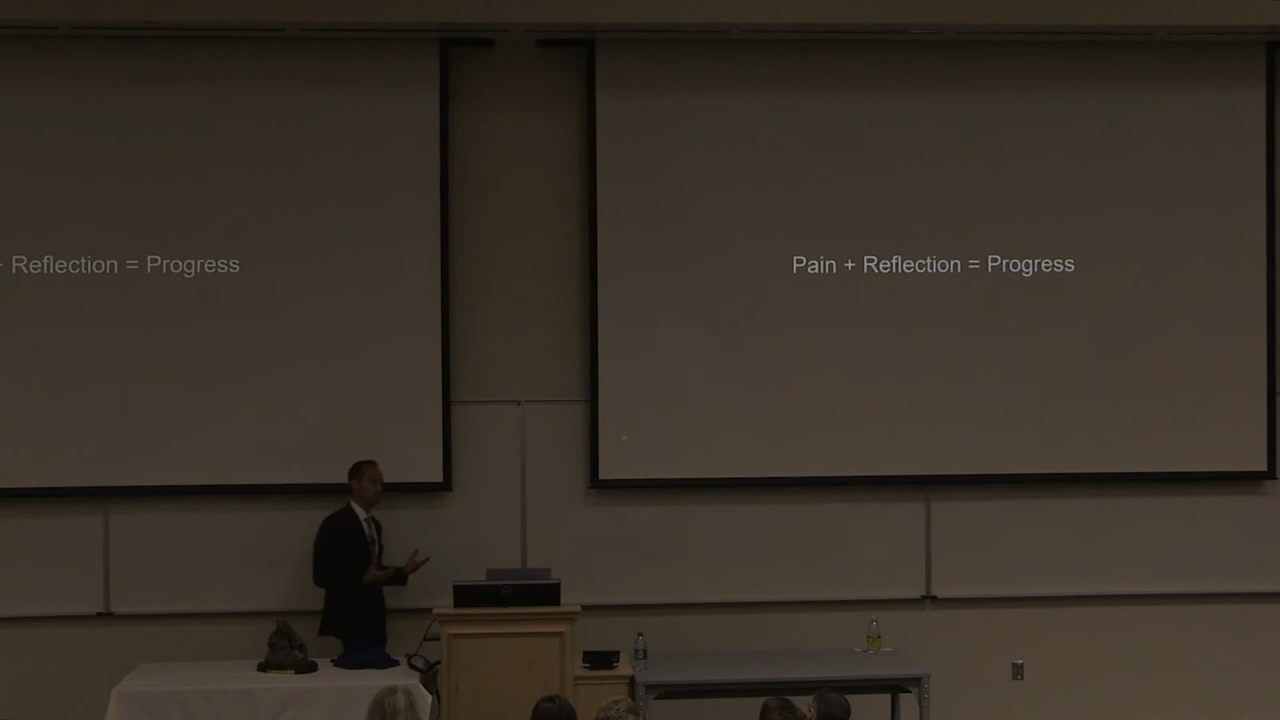 - Reflection = Progress
Pain + Reflection = Progress